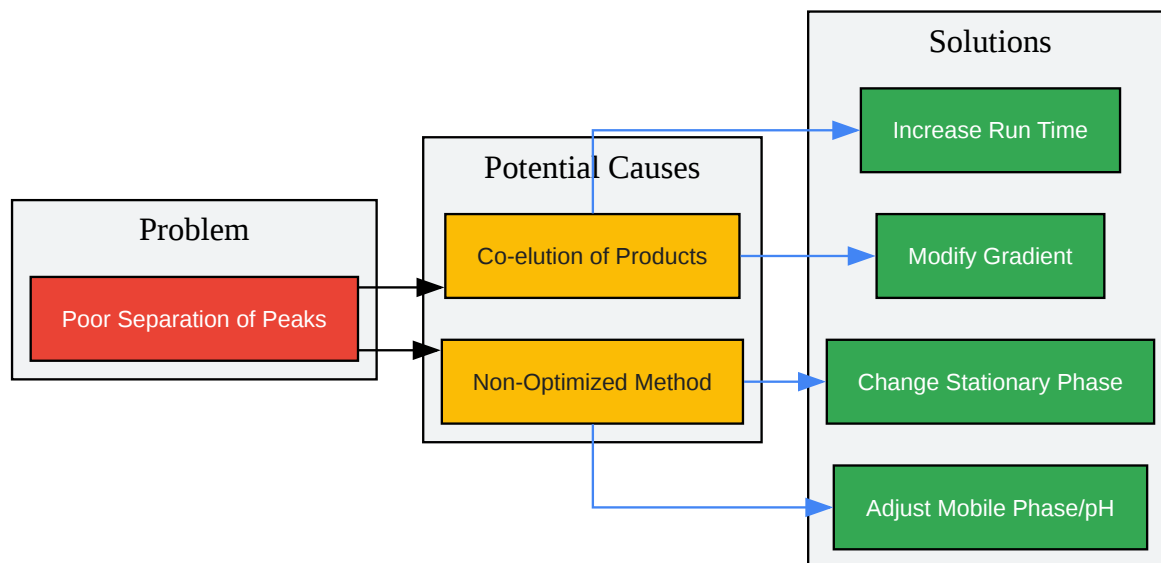 Problem
Poor Separation of Peaks
Potential Causes
Co-elution of Products
Non-Optimized Method
Solutions
Increase Run Time
Modify Gradient
Change Stationary Phase
Adjust Mobile Phase/pH